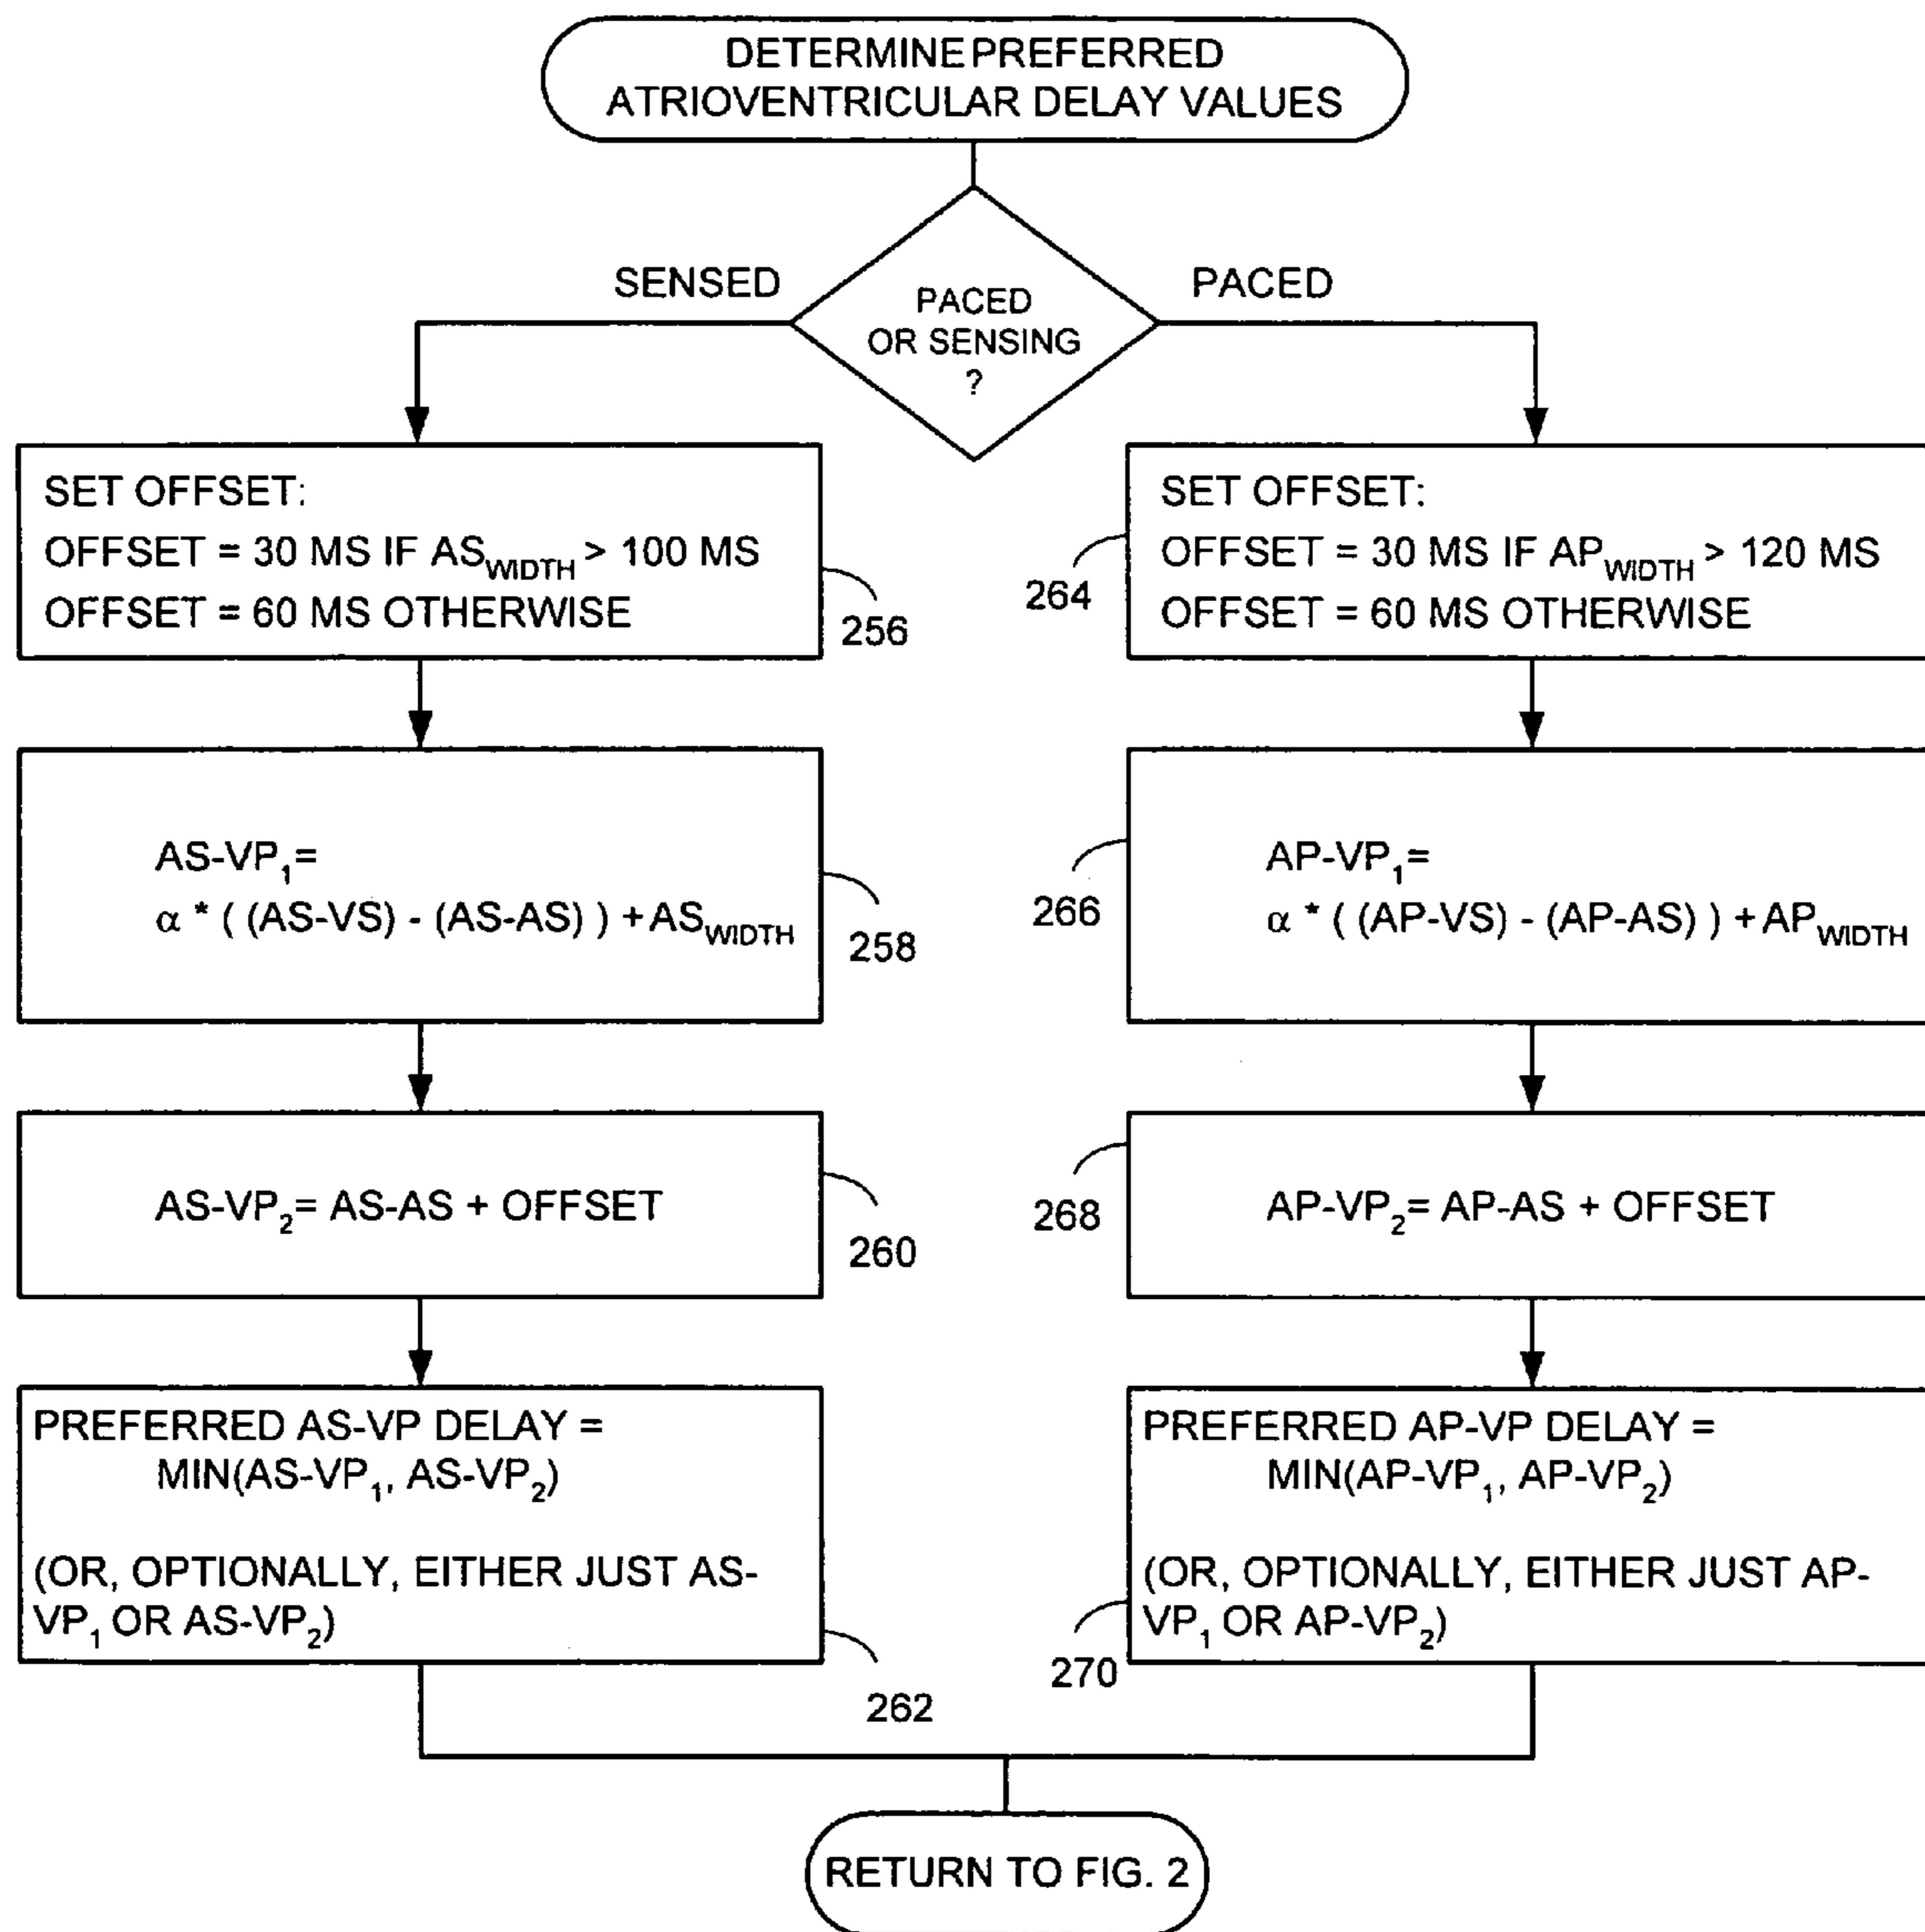 DETERMINE PREFERRED
ATRIOVENTRICULAR DELAY VALUES
SENSED
PACED
OR SENSING
?
PACED
SET OFFSET:
OFFSET = 30 MS IF AS_WIDTH > 100 MS
OFFSET = 60 MS OTHERWISE
256
SET OFFSET:
OFFSET = 30 MS IF AP_WIDTH > 120 MS
OFFSET = 60 MS OTHERWISE
264
AS-VP₁=
α * ( (AS-VS) - (AS-AS) ) + AS_WIDTH
258
AP-VP₁=
α * ( (AP-VS) - (AP-AS) ) + AP_WIDTH
266
AS-VP₂= AS-AS + OFFSET
260
AP-VP₂= AP-AS + OFFSET
268
PREFERRED AS-VP DELAY =
MIN(AS-VP₁, AS-VP₂)
(OR, OPTIONALLY, EITHER JUST AS-
VP₁ OR AS-VP₂)
262
PREFERRED AP-VP DELAY =
MIN(AP-VP₁, AP-VP₂)
(OR, OPTIONALLY, EITHER JUST AP-
VP₁ OR AP-VP₂)
270
RETURN TO FIG. 2